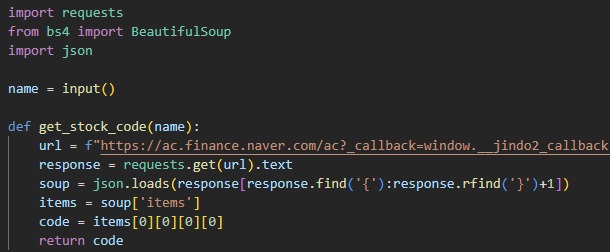 import requests
from bs4 import BeautifulSoup
import json
name = input()
def get_stock_code(name):
url = f"https://ac.finance.naver.com/ac?_callback=window.__jindo2_callback
response = requests.get(url).text
soup = json.loads(response[response.find('{'):response.rfind('}')+1])
items = soup['items']
code = items[0][0][0][0]
return code